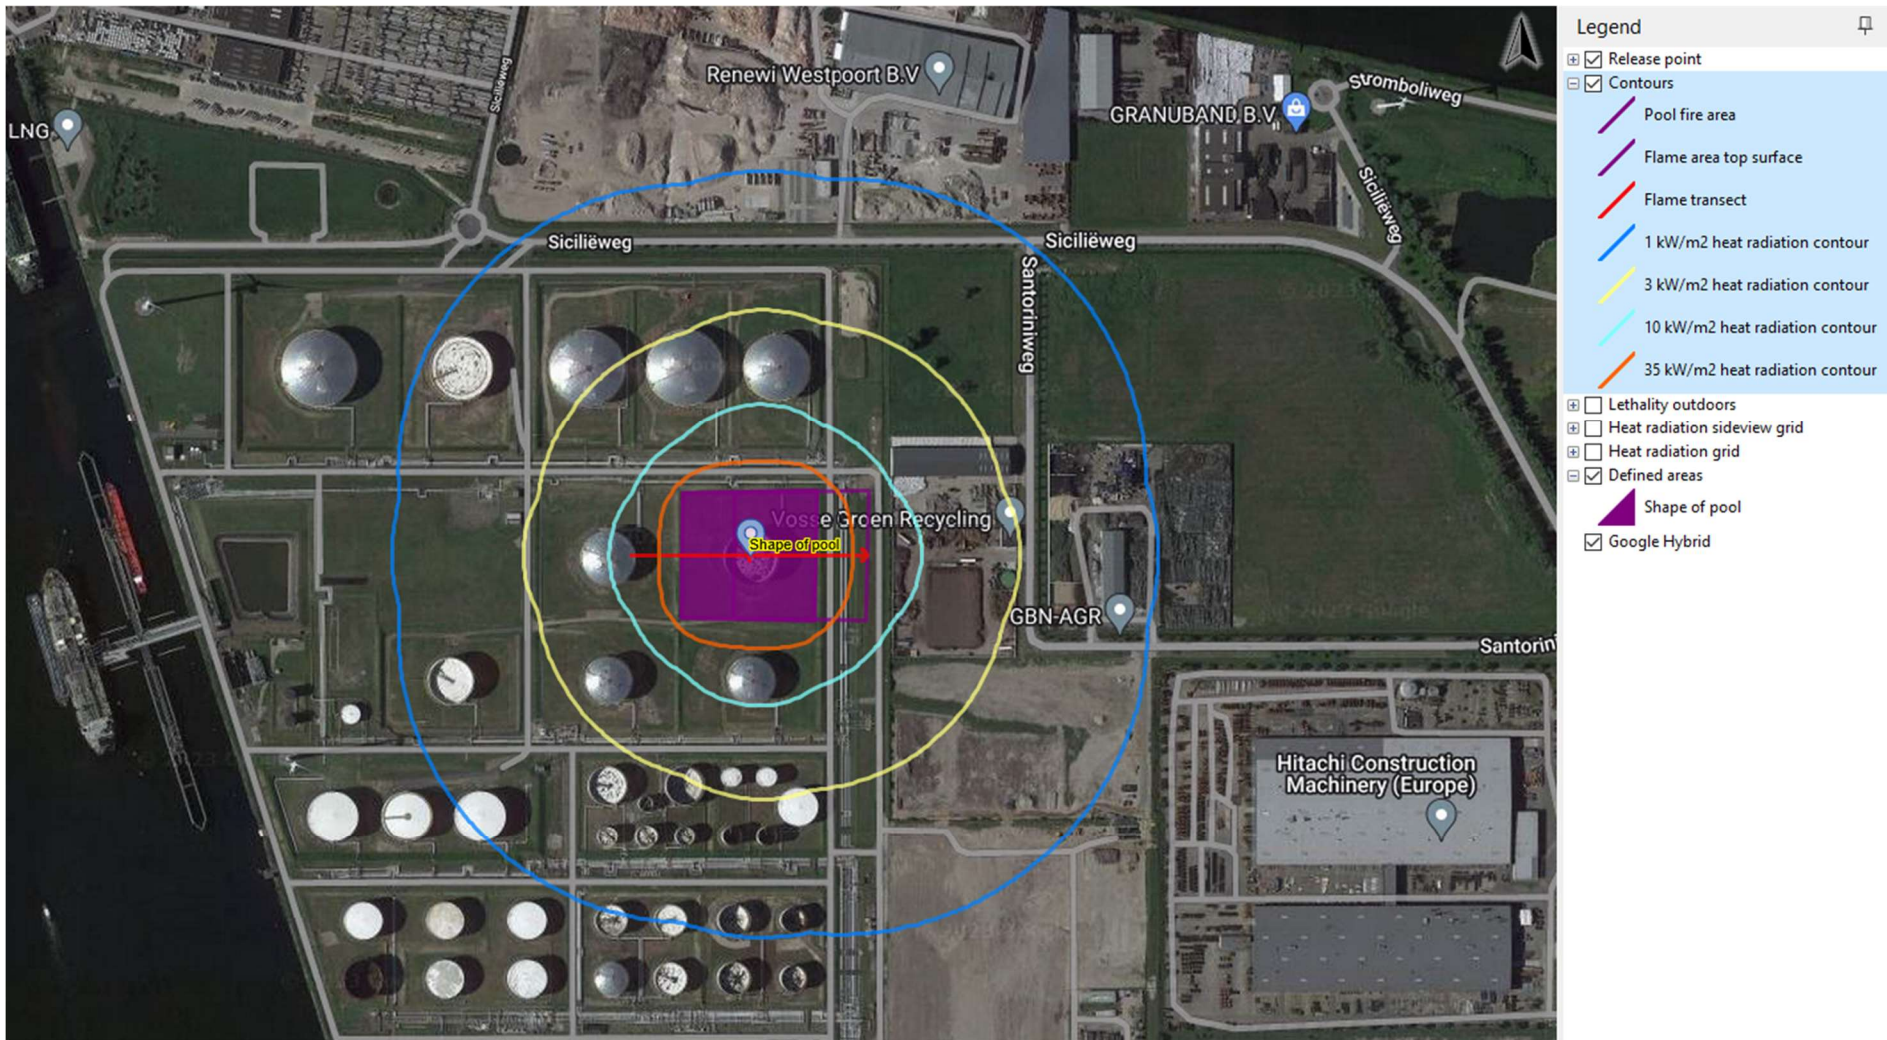 Renewi Westpoort B.V
GRANUBAND B.V
Stromboliweg
LNG
Siciliëweg
Siciliëweg
Siciliëweg
Siciliëweg
Santoriniweg
Vosse Groen Recycling
Shape of pool
GBN-AGR
Santorin
Hitachi Construction
Machinery (Europe)
Legend
Release point
Contours
Pool fire area
Flame area top surface
Flame transect
1 kW/m2 heat radiation contour
3 kW/m2 heat radiation contour
10 kW/m2 heat radiation contour
35 kW/m2 heat radiation contour
Lethality outdoors
Heat radiation sideview grid
Heat radiation grid
Defined areas
Shape of pool
Google Hybrid